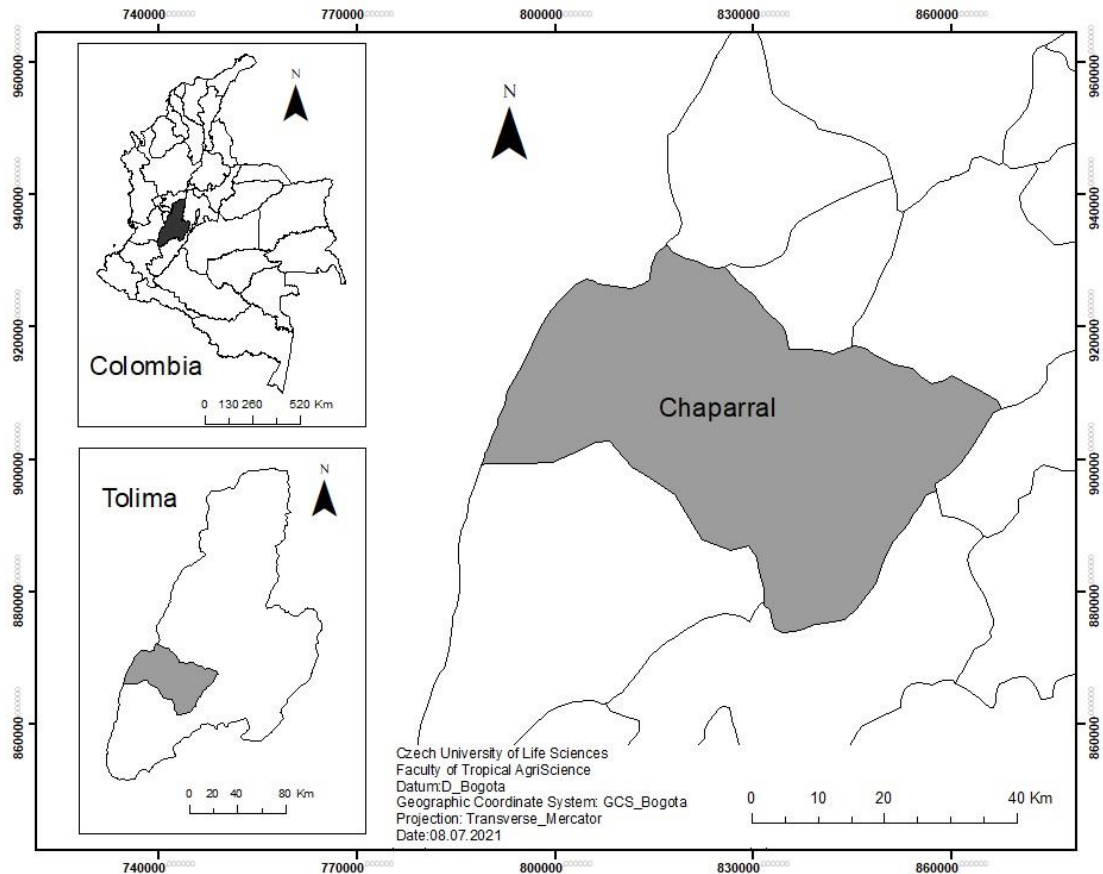 740000 770000 800000 830000 860000
960000
940000
920000
900000
880000
860000
N
Colombia
0 130 260 520 Km
Tolima
N
0 20 40 80 Km
N
Chaparral
Czech University of Life Sciences
Faculty of Tropical AgriScience
Datum:D_Bogota
Geographic Coordinate System: GCS_Bogota
Projection: Transverse_Mercator
Date:08.07.2021
0 10 20 40 Km
960000
940000
920000
900000
880000
860000
740000 770000 800000 830000 860000